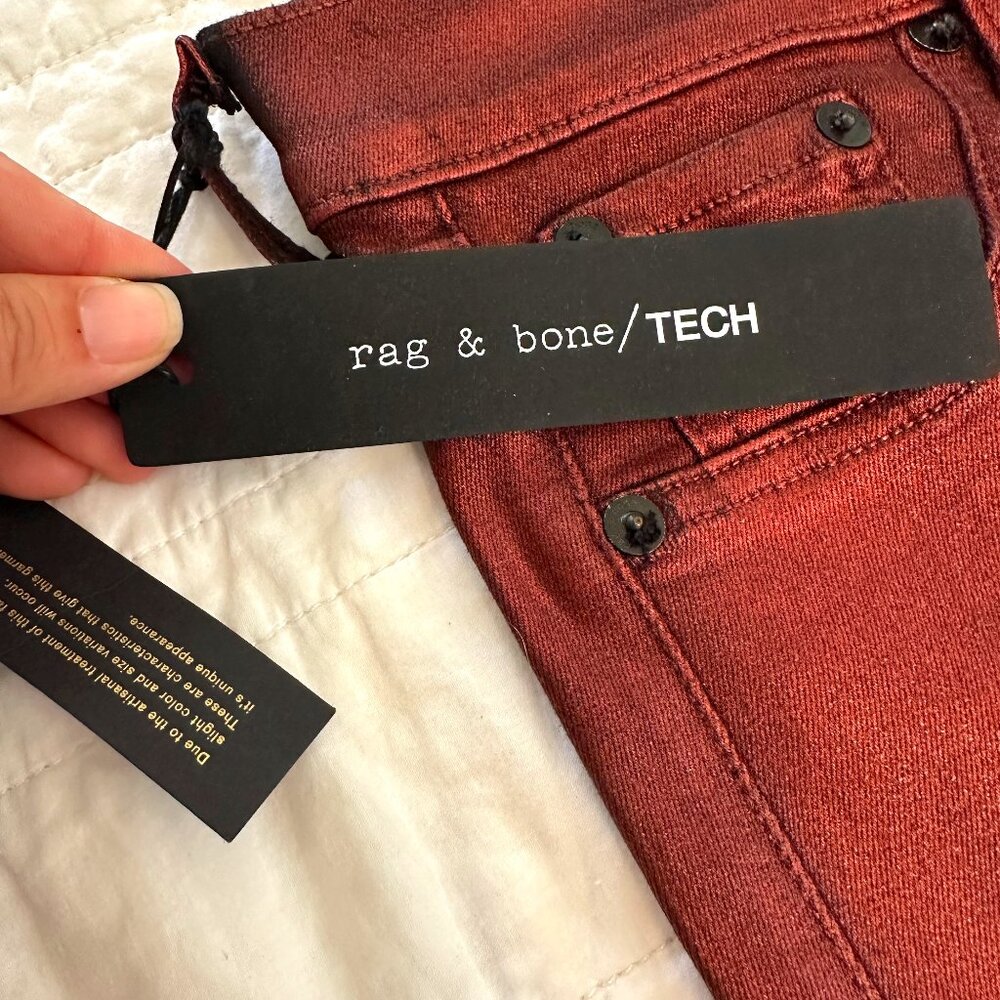 rag & bone/TECH
Due to the artisanal treatment of this
slight color and size variations will occur.
These are characteristics that give this
it's unique appearance.